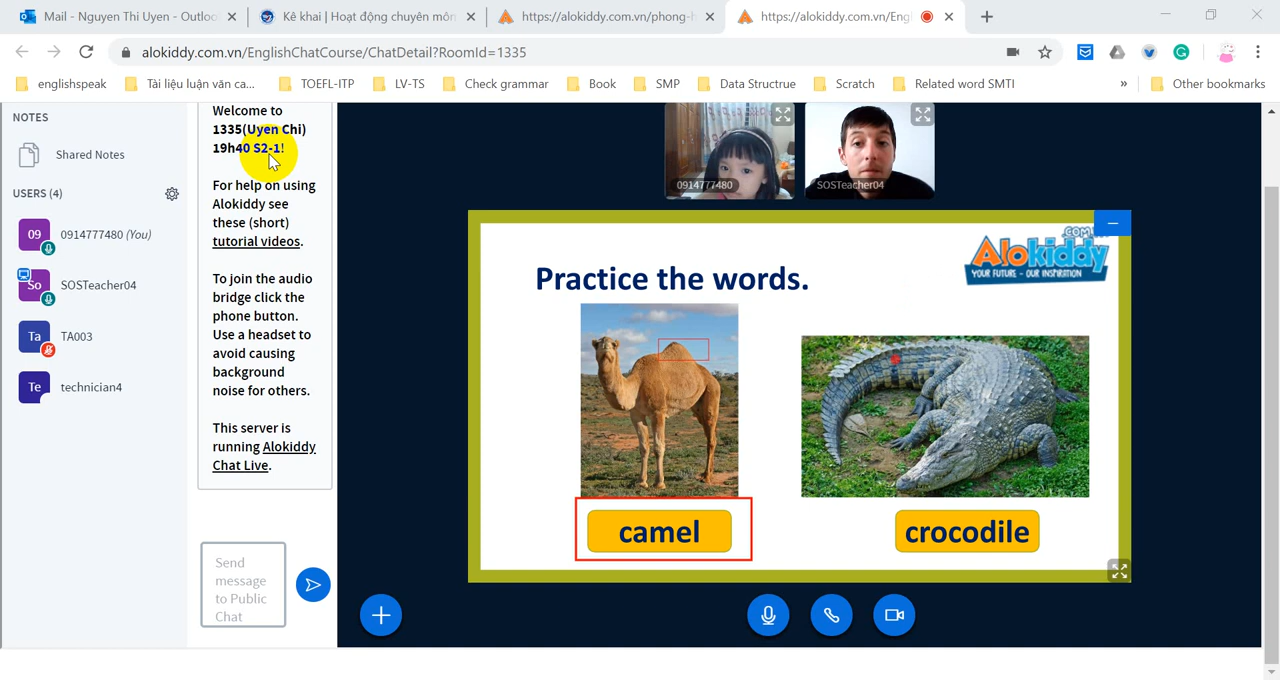 Mail - Nguyen Thi Uyen - Outloo
Kê khai | Hoạt động chuyên môn
https://alokiddy.com.vn/phong-h
https://alokiddy.com.vn/Eng
alokiddy.com.vn/EnglishChatCourse/ChatDetail?RoomId=1335
englishspeak
Tài liệu luận văn ca...
TOEFL-ITP
LV-TS
Check grammar
Book
SMP
Data Structrue
Scratch
Related word SMTI
»
Other bookmarks
NOTES
Shared Notes
USERS (4)
09
0914777480 (You)
So
SOSTeacher04
Ta
TA003
Te
technician4
Welcome to
1335(Uyen Chi)
19h40 S2-1!
For help on using
Alokiddy see
these (short)
tutorial videos.
To join the audio
bridge click the
phone button.
Use a headset to
avoid causing
background
noise for others.
This server is
running Alokiddy
Chat Live.
Send
message
to Public
Chat
0914777480
SOSTeacher04
Alokiddy
YOUR FUTURE - OUR INSPIRATION
Practice the words.
camel
crocodile